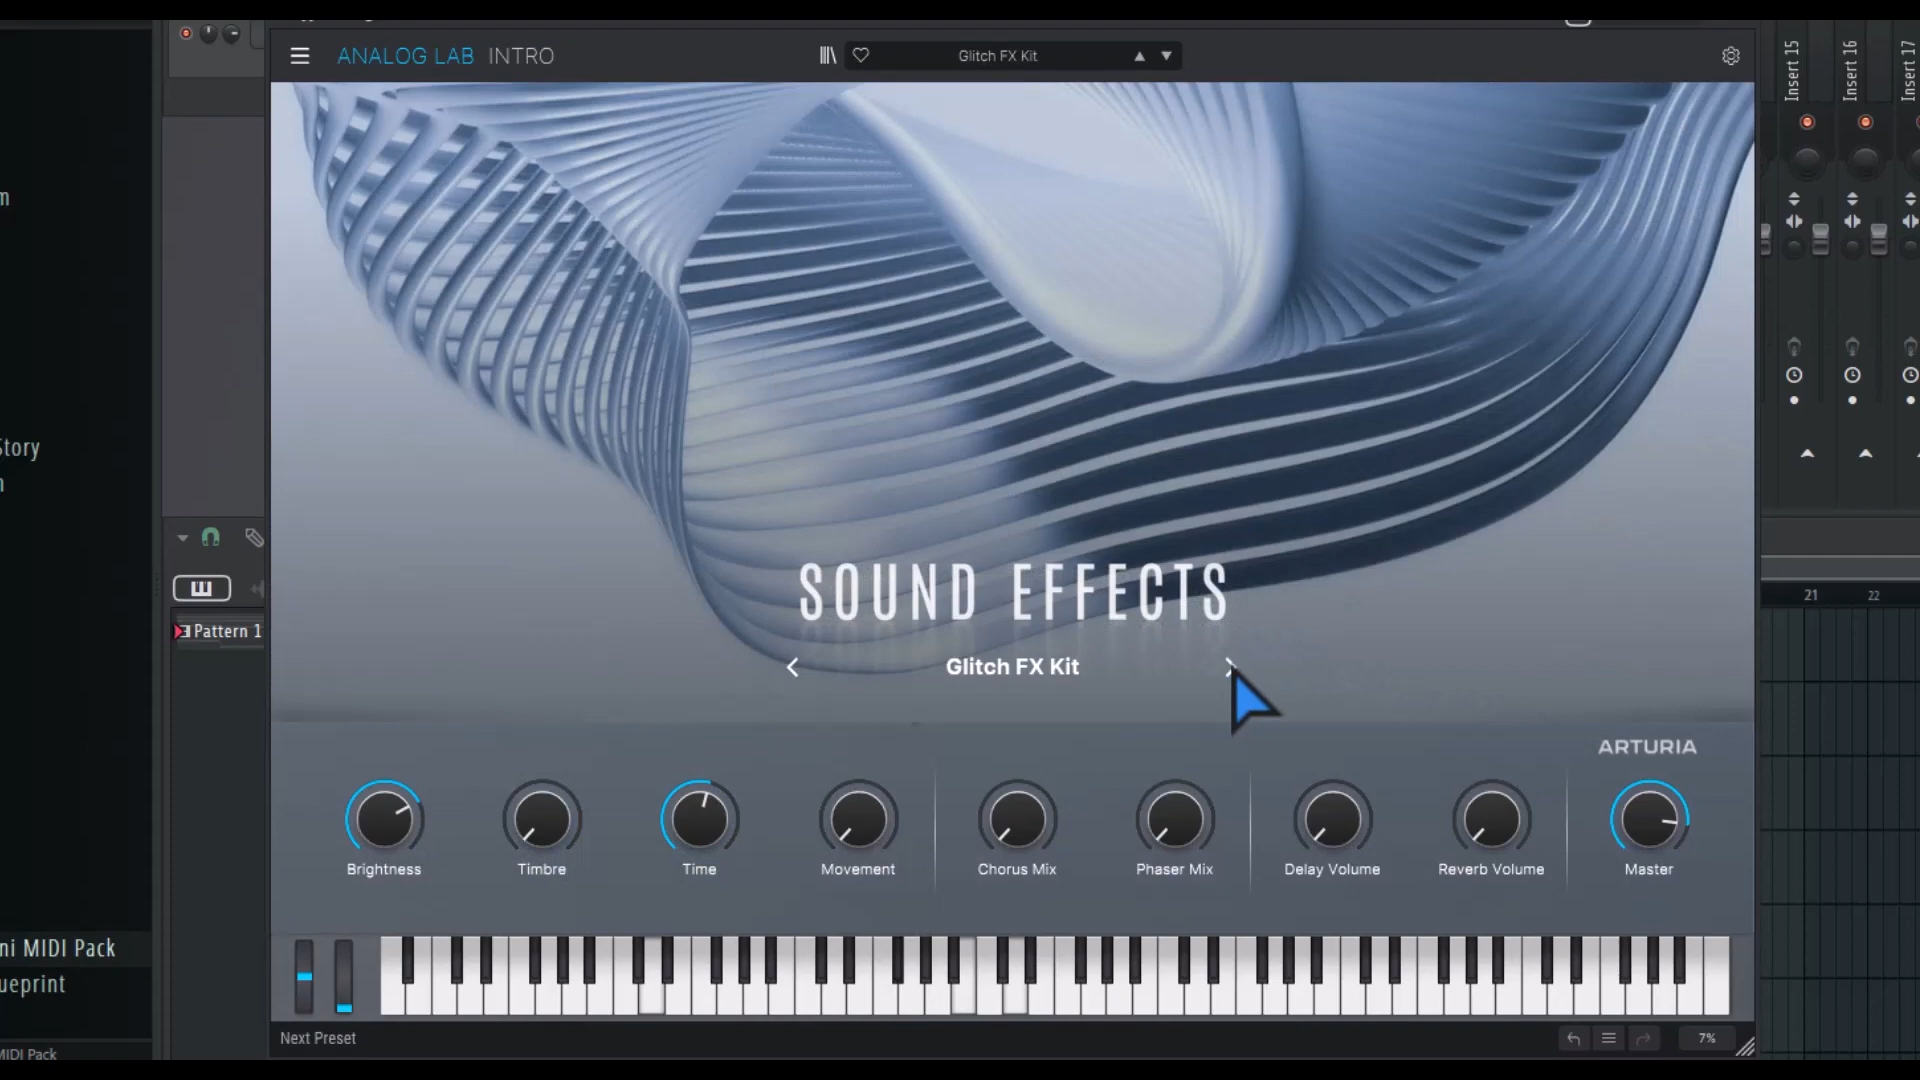 ANALOG LAB INTRO
Glitch FX Kit
Insert 15
Insert 16
Insert 17
Story
Pattern 1
21
22
SOUND EFFECTS
Glitch FX Kit
ARTURIA
Brightness
Timbre
Time
Movement
Chorus Mix
Phaser Mix
Delay Volume
Reverb Volume
Master
ni MIDI Pack
ueprint
Next Preset
7%
MIDI Pack